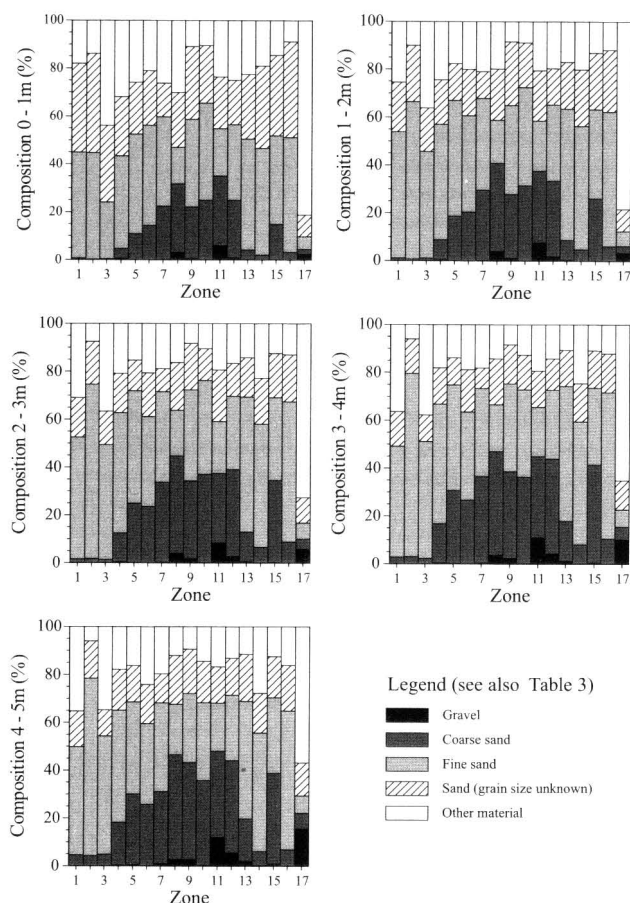 100
80
60
40
20
0
Composition 0 - 1m (%)
1 3 5 7 9 11 13 15 17
Zone
100
80
60
40
20
0
Composition 1 - 2m (%)
1 3 5 7 9 11 13 15 17
Zone
100
80
60
40
20
0
Composition 2 - 3m (%)
1 3 5 7 9 11 13 15 17
Zone
100
80
60
40
20
0
Composition 3 - 4m (%)
1 3 5 7 9 11 13 15 17
Zone
100
80
60
40
20
0
Composition 4 - 5m (%)
1 3 5 7 9 11 13 15 17
Zone
Legend (see also Table 3)
Gravel
Coarse sand
Fine sand
Sand (grain size unknown)
Other material